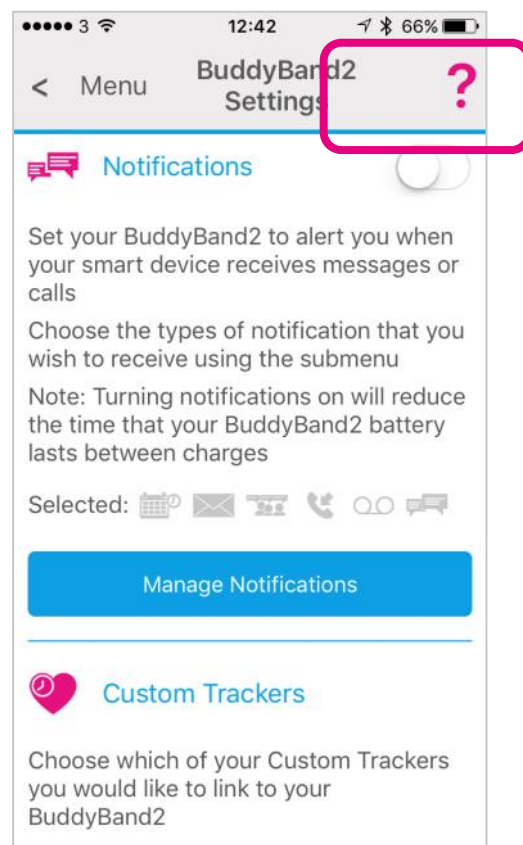 3 12:42 66%
< Menu BuddyBand2 ?
Settings
Notifications
Set your BuddyBand2 to alert you when
your smart device receives messages or
calls
Choose the types of notification that you
wish to receive using the submenu
Note: Turning notifications on will reduce
the time that your BuddyBand2 battery
lasts between charges
Selected:
Manage Notifications
Custom Trackers
Choose which of your Custom Trackers
you would like to link to your
BuddyBand2